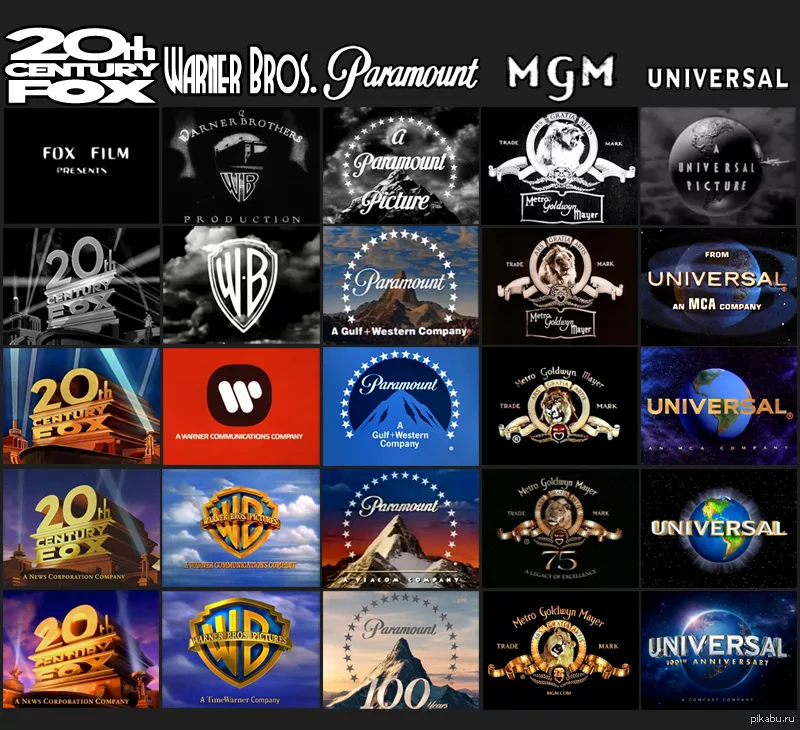 20th
CENTURY
FOX
WARNER BROS.
Paramount
MGM
UNIVERSAL
FOX FILM
PRESENTS
WARNER BROTHERS
WB
PRODUCTION
a
Paramount
Picture
ARS GRATIA ARTIS
TRADE MARK
Metro
Goldwyn
Mayer
A
UNIVERSAL
PICTURE
20th
CENTURY
FOX
W·B
Paramount
A Gulf+Western Company
ARS GRATIA ARTIS
TRADE MARK
Metro
Goldwyn
Mayer
FROM
UNIVERSAL
AN MCA COMPANY
20th
CENTURY
FOX
A WARNER COMMUNICATIONS COMPANY
Paramount
A
Gulf+Western
Company
®
Metro Goldwyn Mayer
ARS GRATIA ARTIS
TRADE MARK
®
UNIVERSAL®
AN MCA COMPANY
20th
CENTURY
FOX
A NEWS CORPORATION COMPANY
WB
WARNER BROS. PICTURES
A WARNER COMMUNICATIONS COMPANY
Paramount
A VIACOM COMPANY
Metro Goldwyn Mayer
TRADE MARK
75
A LEGACY OF EXCELLENCE
UNIVERSAL
20th
CENTURY
FOX
A NEWS CORPORATION COMPANY
WB
WARNER BROS. PICTURES
A TimeWarner Company
Paramount
100 Years
Metro Goldwyn Mayer
ARS GRATIA ARTIS
TRADE MARK
MGM.COM
UNIVERSAL
100TH ANNIVERSARY
A COMCAST COMPANY
pikabu.ru